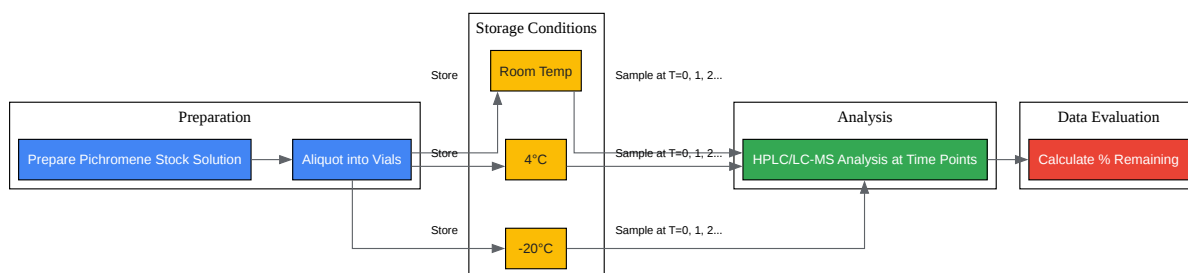 Storage Conditions
Store
Room Temp
Sample at T=0, 1, 2...
Preparation
Analysis
Data Evaluation
Prepare Pichromene Stock Solution
Aliquot into Vials
Store
4°C
Sample at T=0, 1, 2...
HPLC/LC-MS Analysis at Time Points
Calculate % Remaining
Store
-20°C
Sample at T=0, 1, 2...